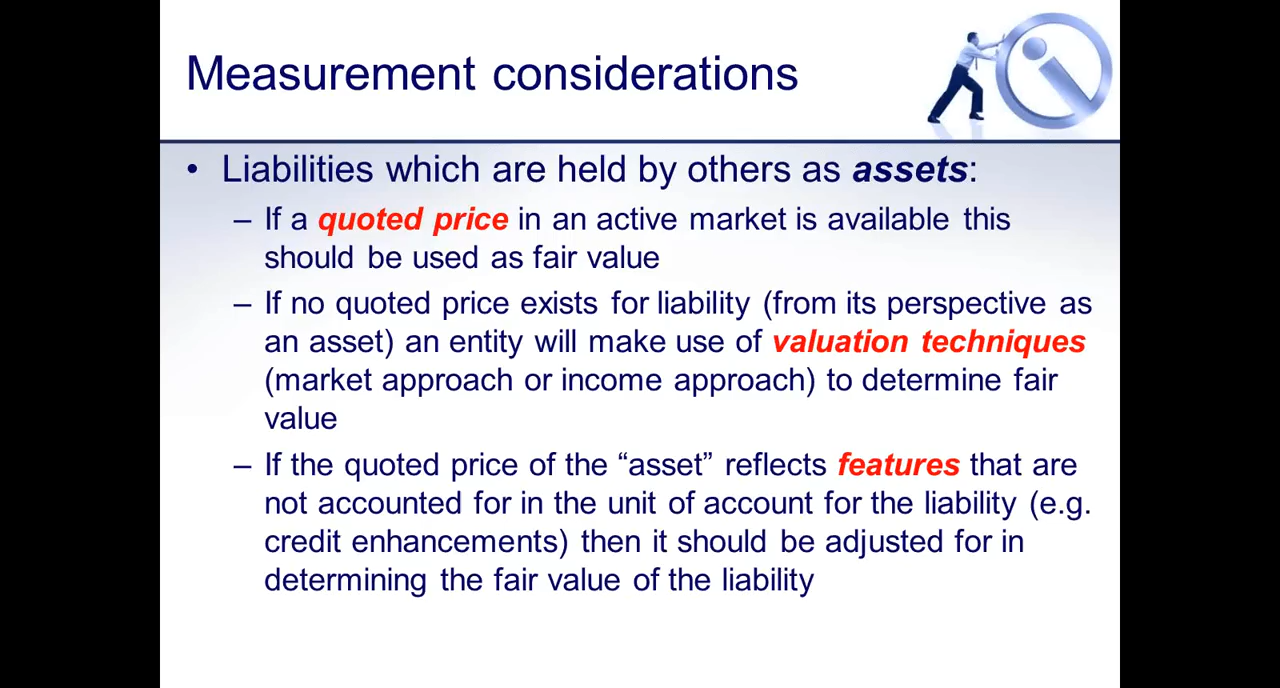 Measurement considerations
• Liabilities which are held by others as assets:
– If a quoted price in an active market is available this
should be used as fair value
– If no quoted price exists for liability (from its perspective as
an asset) an entity will make use of valuation techniques
(market approach or income approach) to determine fair
value
– If the quoted price of the “asset” reflects features that are
not accounted for in the unit of account for the liability (e.g.
credit enhancements) then it should be adjusted for in
determining the fair value of the liability